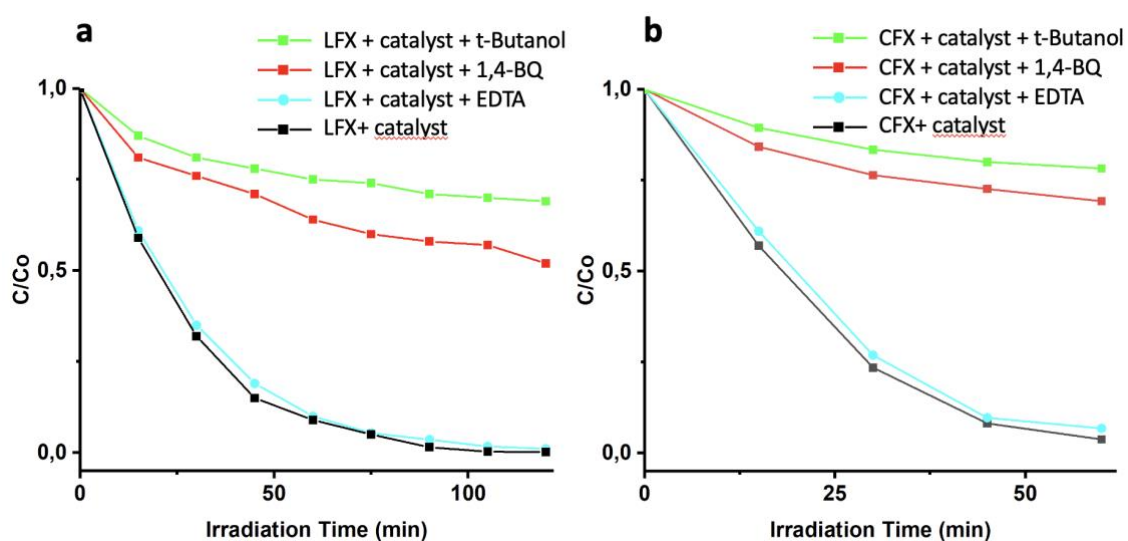 a
LFX + catalyst + t-Butanol
LFX + catalyst + 1,4-BQ
LFX + catalyst + EDTA
LFX+ catalyst
1,0
0,5
0,0
C/Co
0
50
100
Irradiation Time (min)
b
CFX + catalyst + t-Butanol
CFX + catalyst + 1,4-BQ
CFX + catalyst + EDTA
CFX+ catalyst
1,0
0,5
0,0
C/Co
0
25
50
Irradiation Time (min)